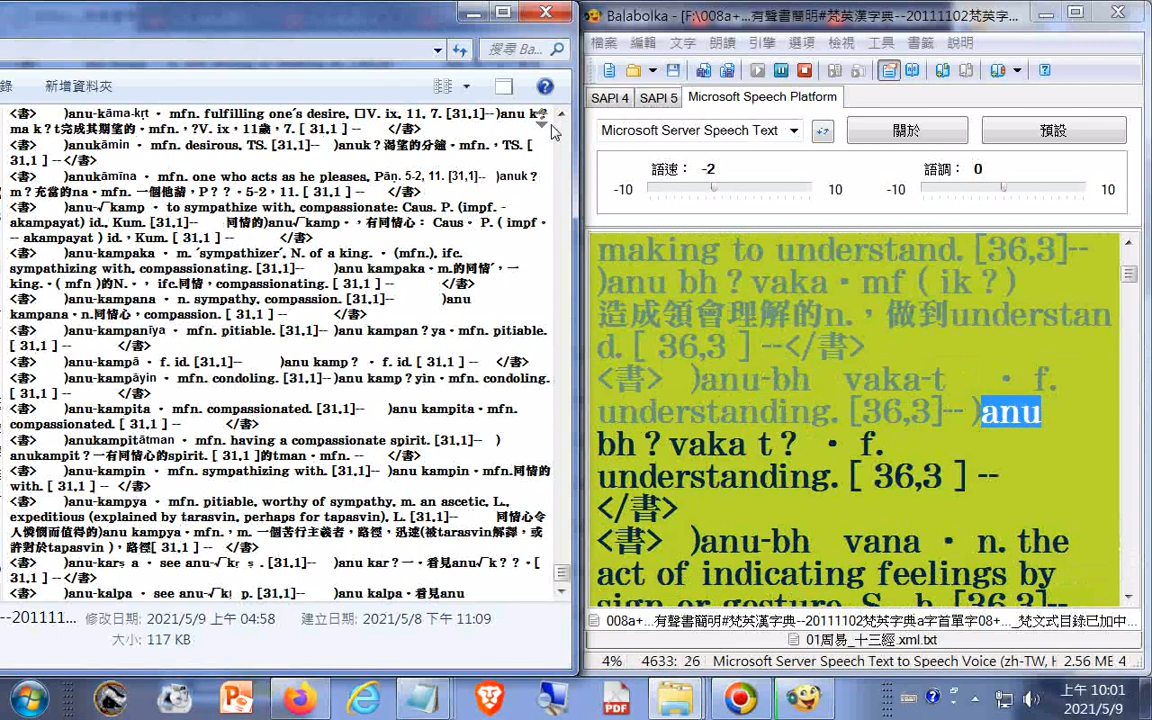 搜尋 Ba...
錄 新增資料夾
<書> )anu-kāma-kṛt ‧ mfn. fulfilling one´s desire, □V. ix, 11, 7. [31,1]--)anu k
ma k?t完成其期望的‧mfn.,?V. ix,11歲,7. [ 31.1 ] -- </書>
<書> )anukāmin ‧ mfn. desirous, TS. [31,1]-- )anuk?渴望的分鐘‧mfn.,TS. [
31,1 ] --</書>
<書> )anukāmīna ‧ mfn. one who acts as he pleases, Pāṇ. 5-2, 11. [31,1]-- )anuk?
m?充當的na‧mfn. 一個他請,P??‧5-2,11. [ 31.1 ] -- </書>
<書> )anu-√kamp ‧ to sympathize with, compassionate: Caus. P. (impf. -
akampayat) id., Kum. [31,1]-- 同情的)anu√kamp‧,有同情心: Caus‧ P. ( impf‧
-- akampayat ) id., Kum. [ 31.1 ] -- </書>
<書> )anu-kampaka ‧ m. ´sympathizer´, N. of a king. ‧ (mfn.), ifc.
sympathizing with, compassionating. [31,1]-- )anu kampaka‧m.的同情´,一
king.‧( mfn )的N.‧, ifc.同情,compassionating. [ 31.1 ] -- </書>
<書> )anu-kampana ‧ n. sympathy, compassion. [31,1]-- )anu
kampana‧n.同情心,compassion. [ 31.1 ] -- </書>
<書> )anu-kampanīya ‧ mfn. pitiable. [31,1]-- )anu kampan?ya‧mfn. pitiable.
[ 31.1 ] -- </書>
<書> )anu-kampā ‧ f. id. [31,1]-- )anu kamp? ‧ f. id. [ 31.1 ] -- </書>
<書> )anu-kampāyin ‧ mfn. condoling. [31,1]-- )anu kamp?yin‧mfn. condoling.
[ 31.1 ] -- </書>
<書> )anu-kampita ‧ mfn. compassionated. [31,1]-- )anu kampita‧mfn.
compassionated. [ 31.1 ] -- </書>
<書> )anukampitātman ‧ mfn. having a compassionate spirit. [31,1]-- )
anukampit?一有同情心的spirit. [ 31.1 ]的tman‧mfn. -- </書>
<書> )anu-kampin ‧ mfn. sympathizing with. [31,1]-- )anu kampin‧mfn.同情的
with. [ 31.1 ] -- </書>
<書> )anu-kampya ‧ mfn. pitiable, worthy of sympathy, m. an ascetic, L.,
expeditious (explained by tarasvin, perhaps for tapasvin), L. [31,1]-- 同情心令
人憐憫而值得的)anu kampya‧mfn.,m. 一個苦行主義者,路徑,迅速(被tarasvin解釋,或
許對於tapasvin ),路徑[ 31.1 ] -- </書>
<書> )anu-karṣ a ‧ see anu-√kṛ ṣ . [31,1]-- )anu kar?一‧看見anu√k??‧[
31.1 ] -- </書>
<書> )anu-kalpa ‧ see anu-√kḷ p. [31,1]-- )anu kalpa‧看見anu
--201111... 修改日期: 2021/5/9 上午 04:58 建立日期: 2021/5/8 下午 11:09
大小: 117 KB
Balabolka - [F:\008a+...有聲書簡明#梵英漢字典--20111102梵英字...
檔案 編輯 文字 朗讀 引擎 選項 檢視 工具 書籤 說明
SAPI 4 SAPI 5 Microsoft Speech Platform
Microsoft Server Speech Text 關於 預設
語速: -2 語調: 0
-10 10 -10 10
making to understand. [36,3]--
)anu bh?vaka‧mf ( ik? )
造成領會理解的n.,做到understan
d. [ 36,3 ] --</書>
<書> )anu-bh vaka-t ‧ f.
understanding. [36,3]-- )anu
bh?vaka t? ‧ f.
understanding. [ 36,3 ] --
</書>
<書> )anu-bh vana ‧ n. the
act of indicating feelings by
008a+...有聲書簡明#梵英漢字典--20111102梵英字典a字首單字08+..._梵文式目錄已加中...
01周易_十三經.xml.txt
4% 4633: 26 Microsoft Server Speech Text to Speech Voice (zh-TW, H 2.56 ME 4
上午 10:01
2021/5/9